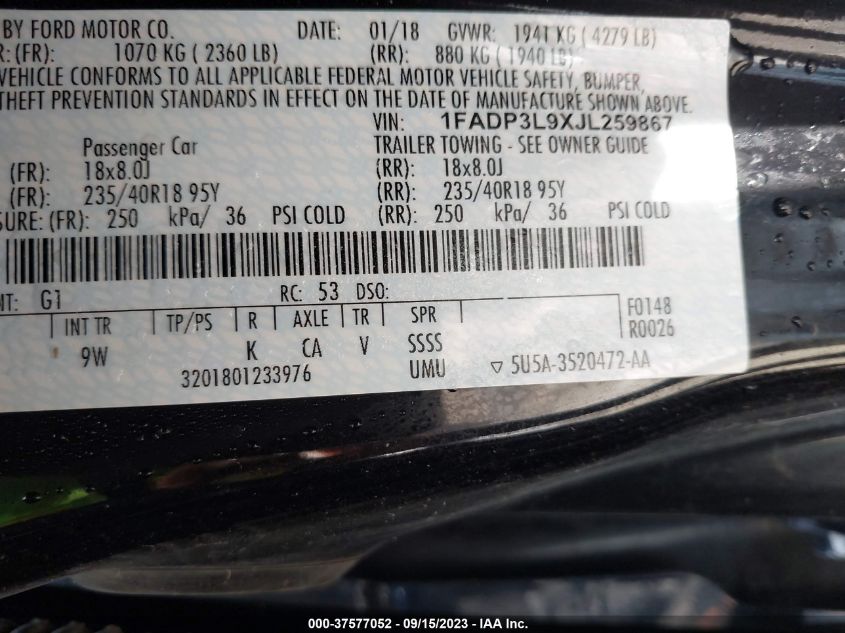 BY FORD MOTOR CO. DATE: 01/18 GVWR: 1941 KG ( 4279 LB)
(FR): 1070 KG ( 2360 LB) (RR): 880 KG ( 1940 LB)
VEHICLE CONFORMS TO ALL APPLICABLE FEDERAL MOTOR VEHICLE SAFETY, BUMPER,
THEFT PREVENTION STANDARDS IN EFFECT ON THE DATE OF MANUFACTURE SHOWN ABOVE.
VIN: 1FADP3L9XJL259867
Passenger Car TRAILER TOWING - SEE OWNER GUIDE
(FR): 18x8.0J (RR): 18x8.0J
(FR): 235/40R18 95Y (RR): 235/40R18 95Y
SURE: (FR): 250 kPa/ 36 PSI COLD (RR): 250 kPa/ 36 PSI COLD
NT: G1 RC: 53 DSO:
INT TR TP/PS R AXLE TR SPR F0148
9W K CA V SSSS R0026
3201801233976 UMU ▽ 5U5A-3520472-AA
000-37577052 - 09/15/2023 - IAA Inc.